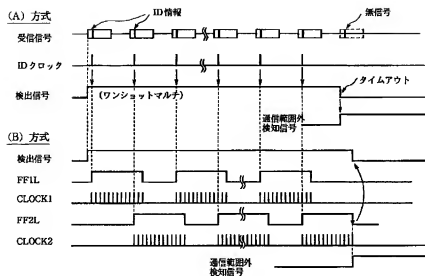 (A) 方式
ID情報
無信号
受信信号
IDクロック
検出信号
(ワンショットマルチ)
タイムアウト
通信範囲外
検知信号
(B) 方式
検出信号
FF1L
CLOCK1
FF2L
CLOCK2
通信範囲外
検知信号